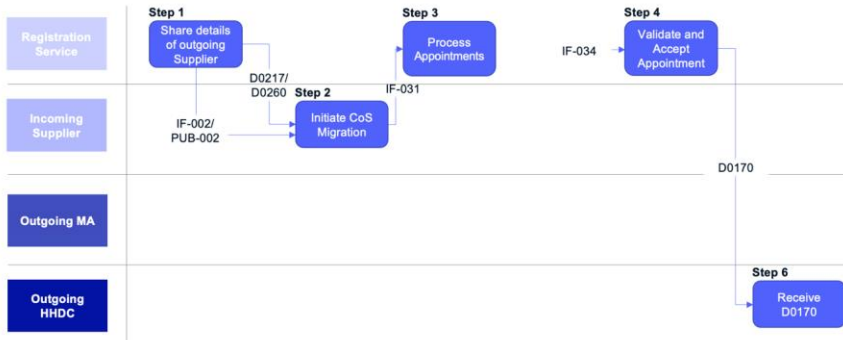 Step 1
Step 3
Step 4
Registration
Service
Share details
of outgoing
Supplier
Process
Appointments
IF-034
Validate and
Accept
Appointment
D0217/
D0260
Step 2
IF-031
Incoming
Supplier
IF-002/
PUB-002
Initiate CoS
Migration
D0170
Outgoing MA
Step 6
Outgoing
HHDC
Receive
D0170